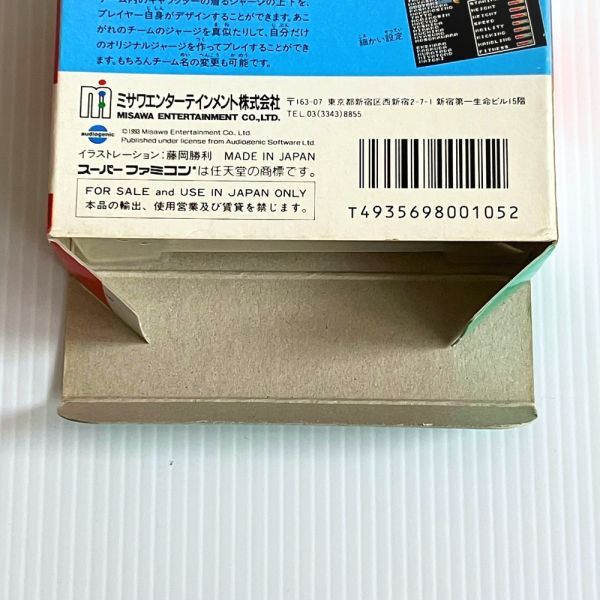 プレイヤー自身がデザインすることができます。あこ
がれのチームのジャージを真似たりして、自分だけ
のオリジナルジャージを作ってプレイすることができ
ます。もちろんチーム名の変更も可能です。
細かい設定
WEIGHT
HEIGHT
SPEED
ABILITY
KICKING
HANDLING
FITNESS
ミサワエンターテインメント株式会社
MISAWA ENTERTAINMENT CO.,LTD.
〒163-07 東京都新宿区西新宿2-7-1 新宿第一生命ビル15階
TEL.03(3343)8855
audiogenic
©1993 Misawa Entertainment Co., Ltd.
Published under license from Audiogenic Software Ltd.
イラストレーション:藤岡勝利 MADE IN JAPAN
スーパーファミコン®は任天堂の商標です。
FOR SALE and USE IN JAPAN ONLY
本品の輸出、使用営業及び賃貸を禁じます。
T4935698001052